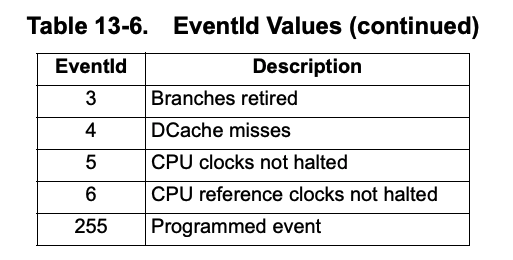 Table 13-6. EventId Values (continued)
EventId Description
3 Branches retired
4 DCache misses
5 CPU clocks not halted
6 CPU reference clocks not halted
255 Programmed event